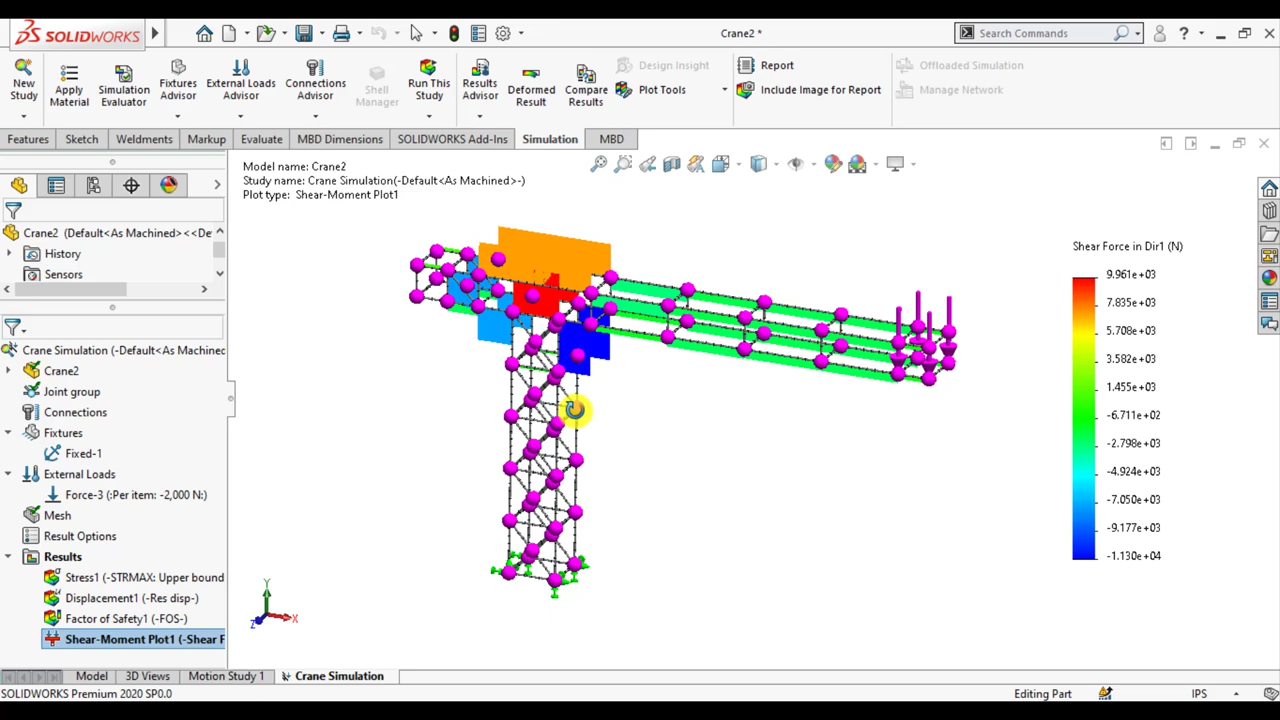 SOLIDWORKS
Crane2 *
Search Commands
?
New Study
Apply Material
Simulation Evaluator
Fixtures Advisor
External Loads Advisor
Connections Advisor
Shell Manager
Run This Study
Results Advisor
Deformed Result
Compare Results
Design Insight
Plot Tools
Report
Include Image for Report
Offloaded Simulation
Manage Network
Features
Sketch
Weldments
Markup
Evaluate
MBD Dimensions
SOLIDWORKS Add-Ins
Simulation
MBD
Model name: Crane2
Study name: Crane Simulation(-Default<As Machined>-)
Plot type: Shear-Moment Plot1
Crane2 (Default<As Machined><<De
History
Sensors
Crane Simulation (-Default<As Machined
Crane2
Joint group
Connections
Fixtures
Fixed-1
External Loads
Force-3 (:Per item: -2,000 N:)
Mesh
Result Options
Results
Stress1 (-STRMAX: Upper bound
Displacement1 (-Res disp-)
Factor of Safety1 (-FOS-)
Shear-Moment Plot1 (-Shear F
Shear Force in Dir1 (N)
9.961e+03
7.835e+03
5.708e+03
3.582e+03
1.455e+03
-6.711e+02
-2.798e+03
-4.924e+03
-7.050e+03
-9.177e+03
-1.130e+04
Y
X
Z
Model
3D Views
Motion Study 1
Crane Simulation
SOLIDWORKS Premium 2020 SP0.0
Editing Part
IPS